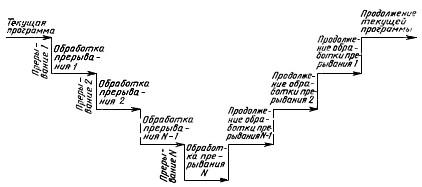 Текущая
программа
Преры-
вание 1
Обработка
прерыва-
ния 1
Преры-
вание 2
Обработка
прерыва-
ния 2
Обработка
прерыва-
ния N-1
Преры-
вание N
Обработ-
ка пре-
рывания
N
Продолже-
ние обра-
ботки пре-
рывания N-1
Продолже-
ние обра-
ботки пре-
рывания 2
Продолже-
ние обра-
ботки пре-
рывания 1
Продолжение
текущей
программы